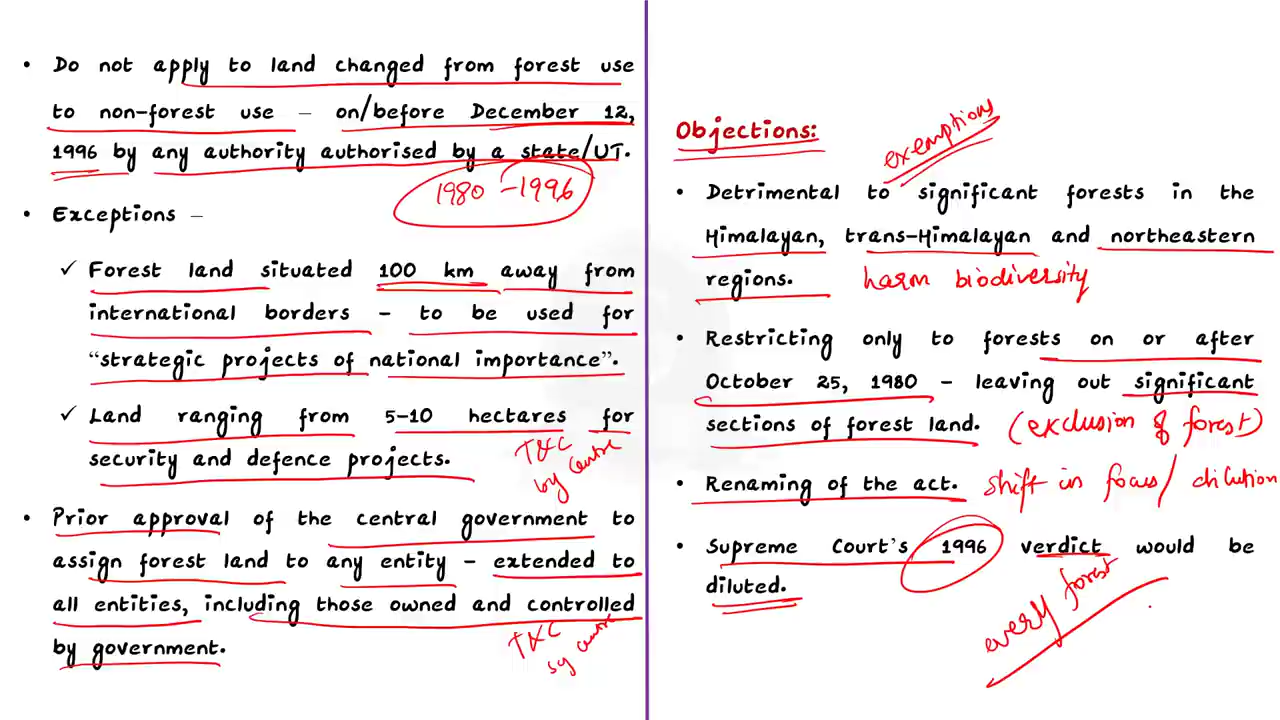 • Do not apply to land changed from forest use
to non-forest use – on/before December 12,
1996 by any authority authorised by a state/UT.
1980 - 1996
• Exceptions –
✓ Forest land situated 100 km away from
international borders – to be used for
“strategic projects of national importance”.
✓ Land ranging from 5-10 hectares for
security and defence projects.
T&C
by centre
• Prior approval of the central government to
assign forest land to any entity – extended to
all entities, including those owned and controlled
by government.
T&C
by centre
Objections:
exemptions
• Detrimental to significant forests in the
Himalayan, trans-Himalayan and northeastern
regions. harm biodiversity
• Restricting only to forests on or after
October 25, 1980 – leaving out significant
sections of forest land. (exclusion of forest)
• Renaming of the act. shift in focus/ dilution
• Supreme Court's 1996 verdict would be
diluted.
every forest